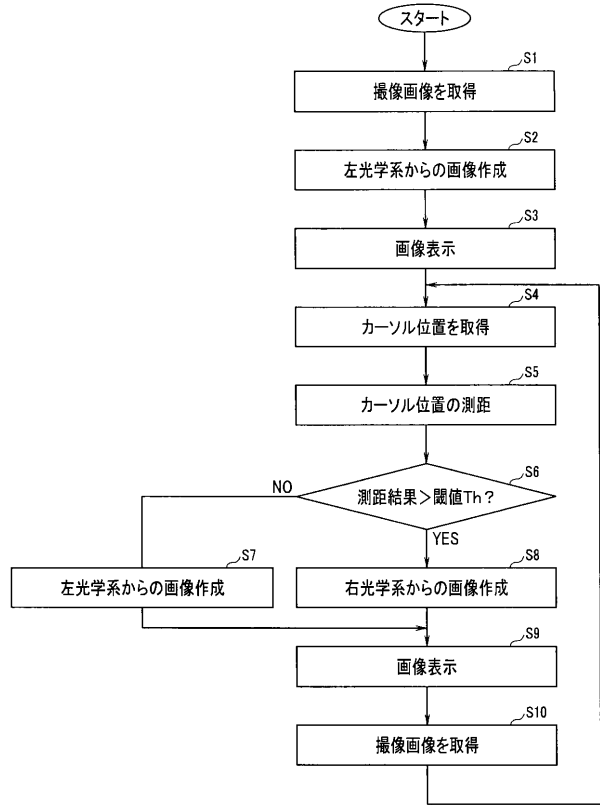 スタート
S1
撮像画像を取得
S2
左光学系からの画像作成
S3
画像表示
S4
カーソル位置を取得
S5
カーソル位置の測距
S6
測距結果＞閾値Th？
NO
YES
S7
左光学系からの画像作成
S8
右光学系からの画像作成
S9
画像表示
S10
撮像画像を取得